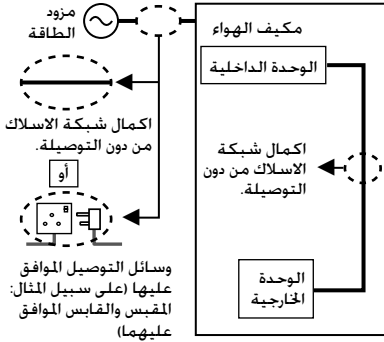 مزود
الطاقة
مكيف الهواء
الوحدة الداخلية
اكمال شبكة الاسلاك
من دون التوصيلة.
أو
اكمال شبكة
الاسلاك من دون
التوصيلة.
وسائل التوصيل الموافق
عليها (على سبيل المثال:
المقبس والقابس الموافق
عليهما)
الوحدة
الخارجية